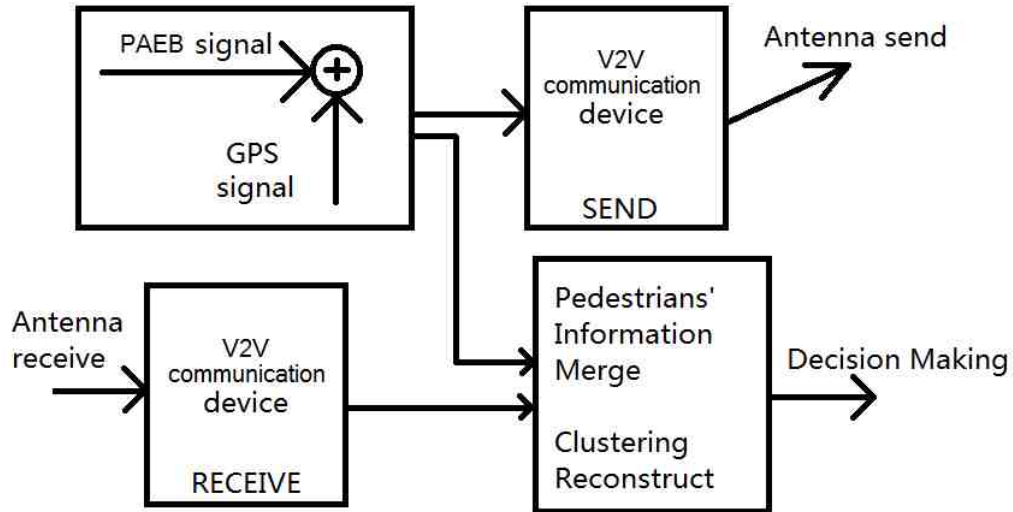 PAEB signal
GPS
signal
V2V
communication
device
SEND
Antenna send
Antenna
receive
V2V
communication
device
RECEIVE
Pedestrians'
Information
Merge
Clustering
Reconstruct
Decision Making